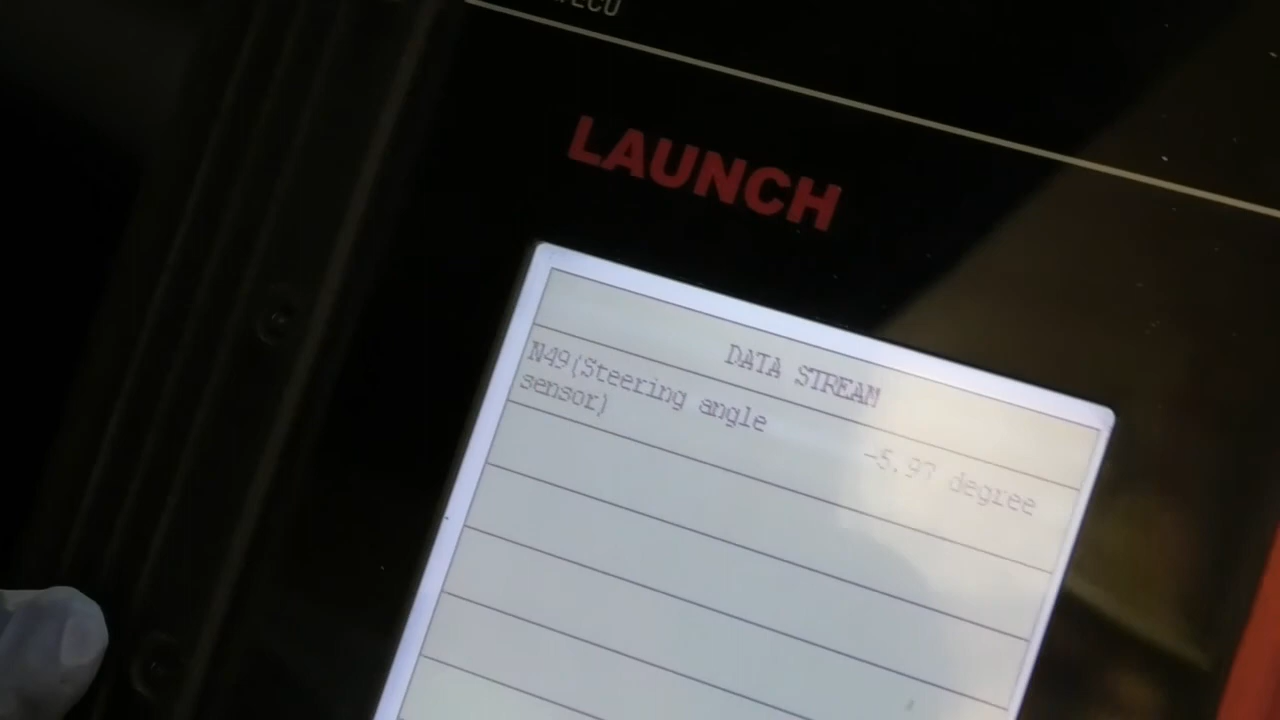 LAUNCH
DATA STREAM
N49(Steering angle
sensor)
-5.97 degree